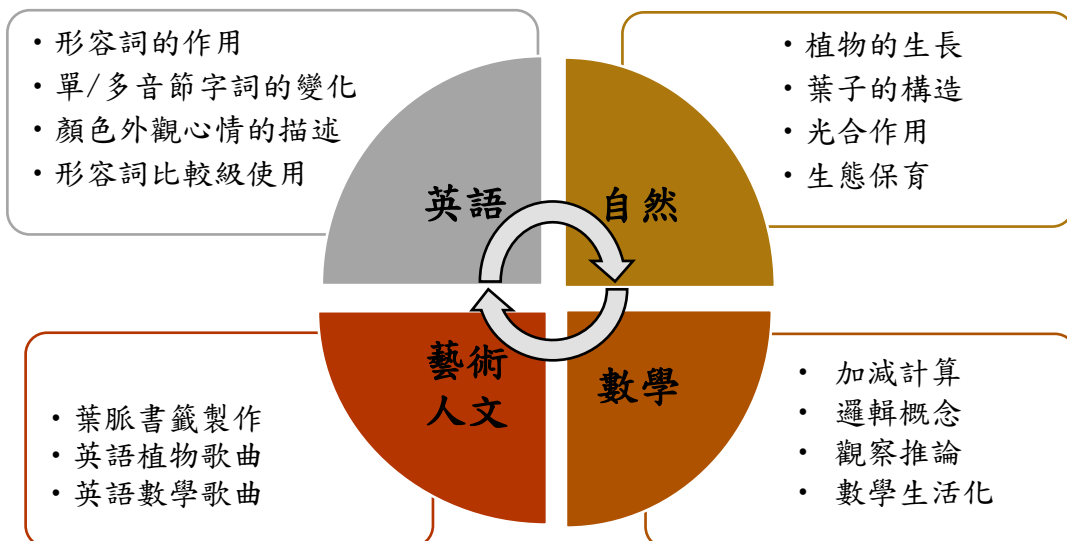 • 形容詞的作用
• 單/多音節字詞的變化
• 顏色外觀心情的描述
• 形容詞比較級使用
英語
• 植物的生長
• 葉子的構造
• 光合作用
• 生態保育
自然
• 葉脈書籤製作
• 英語植物歌曲
• 英語數學歌曲
藝術
人文
• 加減計算
• 邏輯概念
• 觀察推論
• 數學生活化
數學